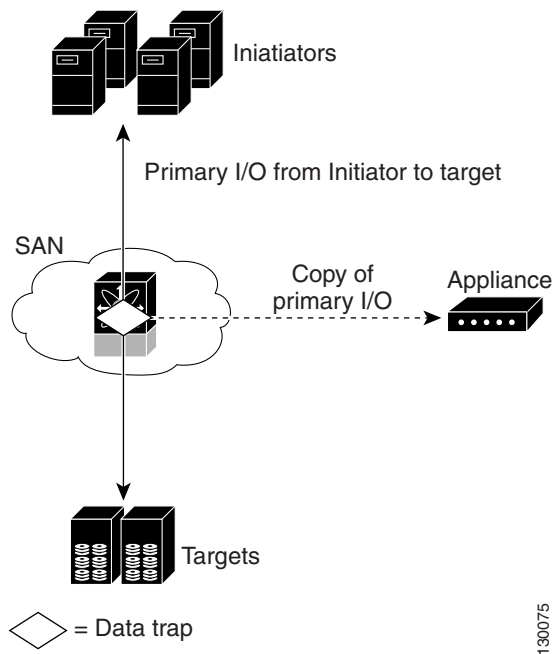 Iniatiators
Primary I/O from Initiator to target
SAN
Copy of
primary I/O
Appliance
Targets
= Data trap
130075